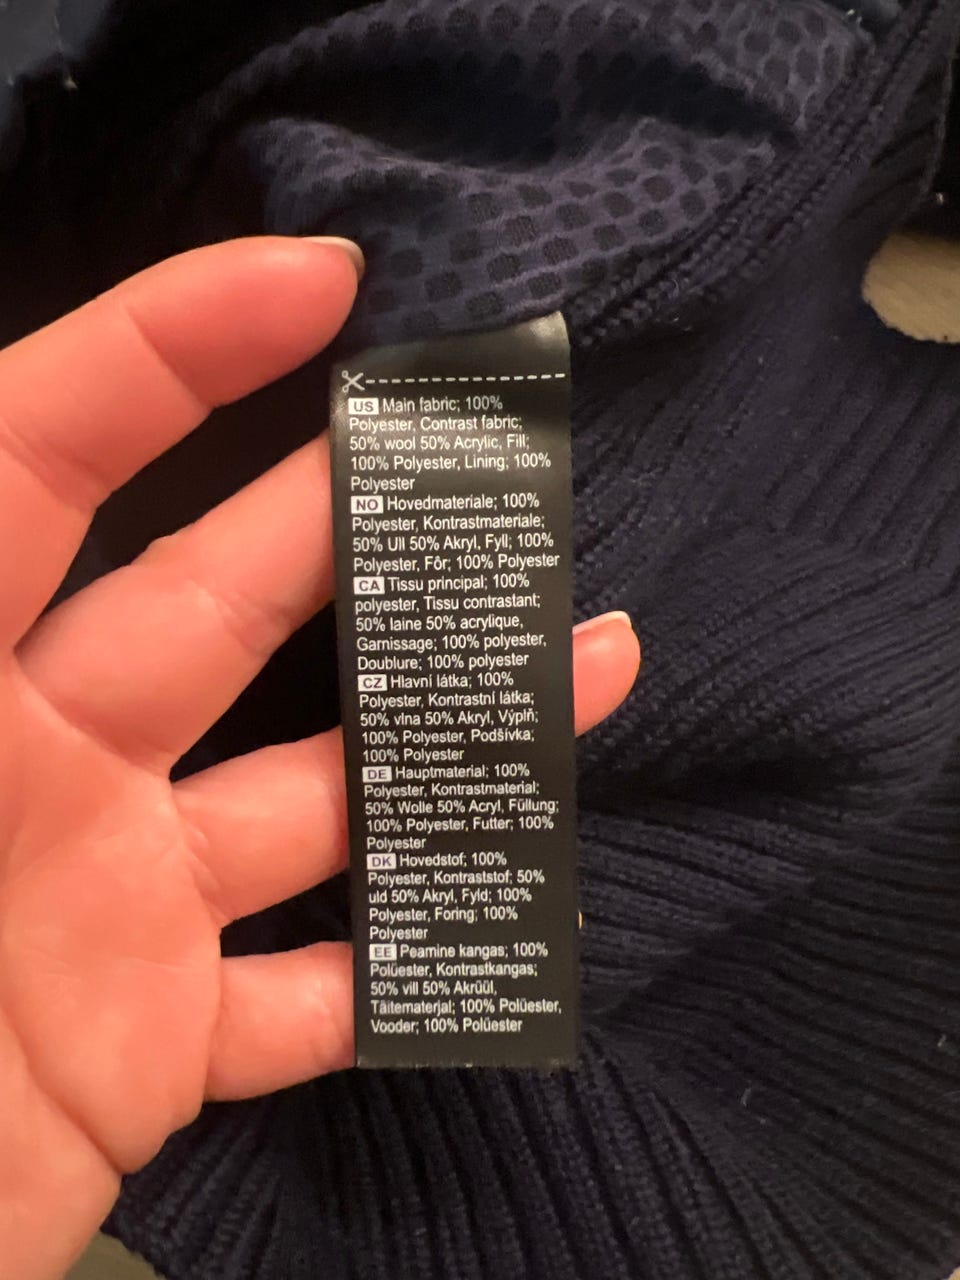 US Main fabric; 100%
Polyester, Contrast fabric;
50% wool 50% Acrylic, Fill;
100% Polyester, Lining; 100%
Polyester
NO Hovedmateriale; 100%
Polyester, Kontrastmateriale;
50% Ull 50% Akryl, Fyll; 100%
Polyester, Fôr; 100% Polyester
CA Tissu principal; 100%
polyester, Tissu contrastant;
50% laine 50% acrylique,
Garnissage; 100% polyester,
Doublure; 100% polyester
CZ Hlavní látka; 100%
Polyester, Kontrastní látka;
50% vlna 50% Akryl, Výplň;
100% Polyester, Podšívka;
100% Polyester
DE Hauptmaterial; 100%
Polyester, Kontrastmaterial;
50% Wolle 50% Acryl, Füllung;
100% Polyester, Futter; 100%
Polyester
DK Hovedstof; 100%
Polyester, Kontraststof; 50%
uld 50% Akryl, Fyld; 100%
Polyester, Foring; 100%
Polyester
EE Peamine kangas; 100%
Polüester, Kontrastkangas;
50% vill 50% Akrüül,
Täitematerjal; 100% Polüester,
Vooder; 100% Polüester